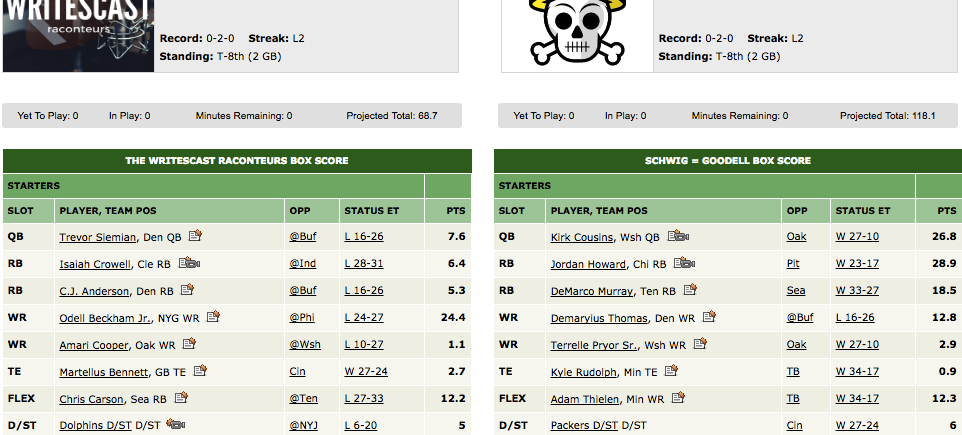 WRITESCAST
raconteurs
Record: 0-2-0 Streak: L2
Standing: T-8th (2 GB)
Record: 0-2-0 Streak: L2
Standing: T-8th (2 GB)
Yet To Play: 0 In Play: 0 Minutes Remaining: 0 Projected Total: 68.7
Yet To Play: 0 In Play: 0 Minutes Remaining: 0 Projected Total: 118.1
THE WRITESCAST RACONTEURS BOX SCORE
STARTERS
SLOT PLAYER, TEAM POS OPP STATUS ET PTS
QB Trevor Siemian, Den QB @Buf L 16-26 7.6
RB Isaiah Crowell, Cle RB @Ind L 28-31 6.4
RB C.J. Anderson, Den RB @Buf L 16-26 5.3
WR Odell Beckham Jr., NYG WR @Phi L 24-27 24.4
WR Amari Cooper, Oak WR @Wsh L 10-27 1.1
TE Martellus Bennett, GB TE Cin W 27-24 2.7
FLEX Chris Carson, Sea RB @Ten L 27-33 12.2
D/ST Dolphins D/ST D/ST @NYJ L 6-20 5
SCHWIG = GOODELL BOX SCORE
STARTERS
SLOT PLAYER, TEAM POS OPP STATUS ET PTS
QB Kirk Cousins, Wsh QB Oak W 27-10 26.8
RB Jordan Howard, Chi RB Pit W 23-17 28.9
RB DeMarco Murray, Ten RB Sea W 33-27 18.5
WR Demaryius Thomas, Den WR @Buf L 16-26 12.8
WR Terrelle Pryor Sr., Wsh WR Oak W 27-10 2.9
TE Kyle Rudolph, Min TE TB W 34-17 0.9
FLEX Adam Thielen, Min WR TB W 34-17 12.3
D/ST Packers D/ST D/ST Cin W 27-24 6